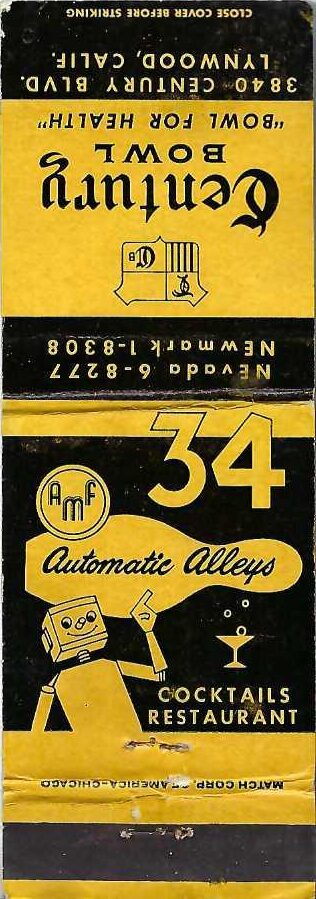 NEvada 6-8277
NEwmark 1-8308
C
CB
Century
BOWL
"BOWL FOR HEALTH"
3840 CENTURY BLVD.
LYNWOOD, CALIF.
CLOSE COVER BEFORE STRIKING
34
AMF
Automatic Alleys
COCKTAILS
RESTAURANT
MATCH CORP. OF AMERICA-CHICAGO